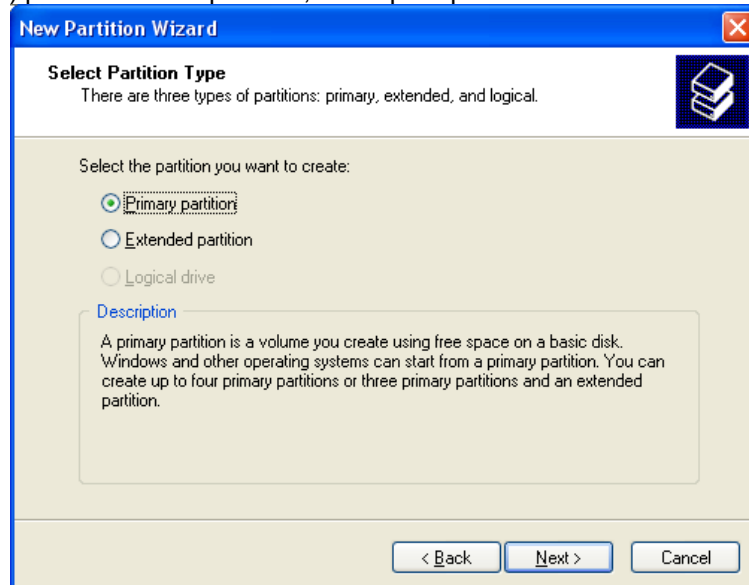 New Partition Wizard
Select Partition Type
There are three types of partitions: primary, extended, and logical.
Select the partition you want to create:
Primary partition
Extended partition
Logical drive
Description
A primary partition is a volume you create using free space on a basic disk.
Windows and other operating systems can start from a primary partition. You can
create up to four primary partitions or three primary partitions and an extended
partition.
< Back
Next >
Cancel